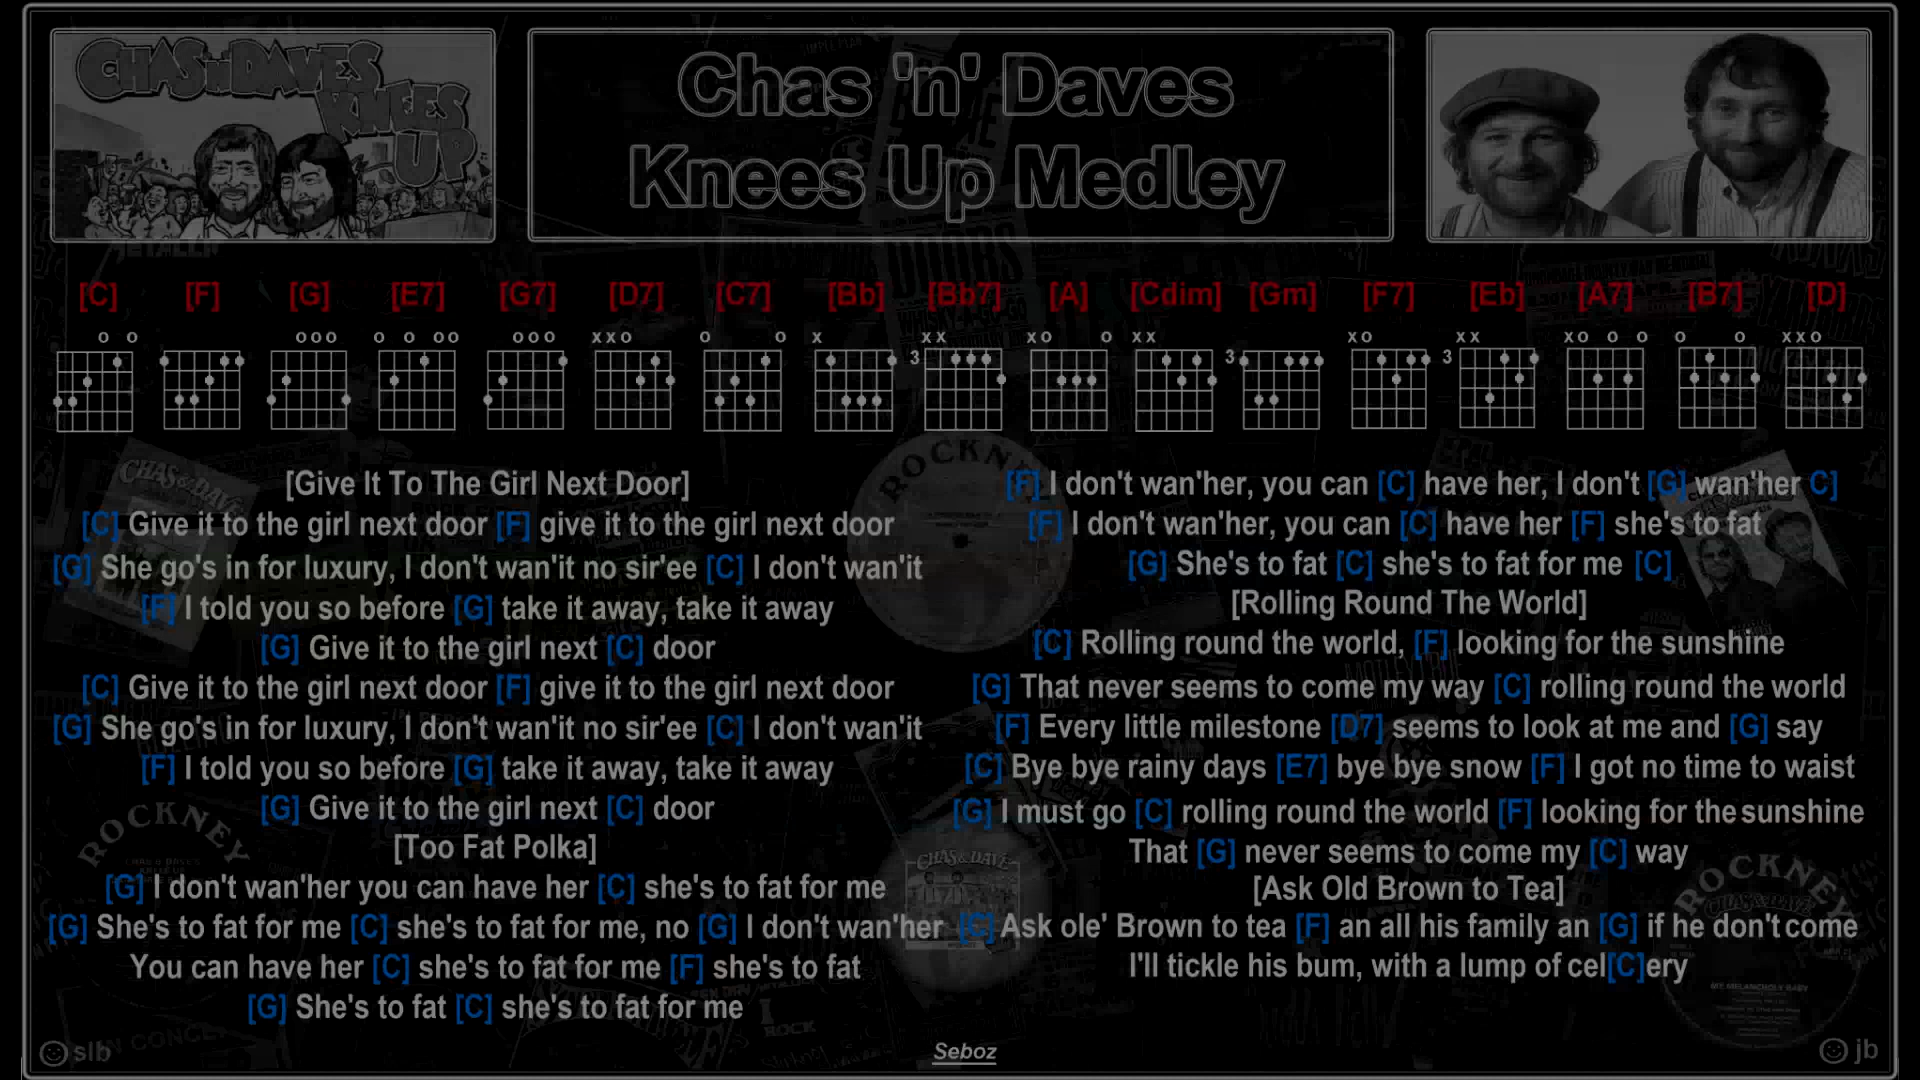 CHAS'n'DAVES
KNEES
UP
Chas 'n' Daves
Knees Up Medley
[C] [F] [G] [E7] [G7] [D7] [C7] [Bb] [Bb7] [A] [Cdim] [Gm] [F7] [Eb] [A7] [B7] [D]
[Give It To The Girl Next Door]
[C] Give it to the girl next door [F] give it to the girl next door
[G] She go's in for luxury, I don't wan'it no sir'ee [C] I don't wan'it
[F] I told you so before [G] take it away, take it away
[G] Give it to the girl next [C] door
[C] Give it to the girl next door [F] give it to the girl next door
[G] She go's in for luxury, I don't wan'it no sir'ee [C] I don't wan'it
[F] I told you so before [G] take it away, take it away
[G] Give it to the girl next [C] door
[Too Fat Polka]
[G] I don't wan'her you can have her [C] she's to fat for me
[G] She's to fat for me [C] she's to fat for me, no [G] I don't wan'her
You can have her [C] she's to fat for me [F] she's to fat
[G] She's to fat [C] she's to fat for me
[F] I don't wan'her, you can [C] have her, I don't [G] wan'her C]
[F] I don't wan'her, you can [C] have her [F] she's to fat
[G] She's to fat [C] she's to fat for me [C]
[Rolling Round The World]
[C] Rolling round the world, [F] looking for the sunshine
[G] That never seems to come my way [C] rolling round the world
[F] Every little milestone [D7] seems to look at me and [G] say
[C] Bye bye rainy days [E7] bye bye snow [F] I got no time to waist
[G] I must go [C] rolling round the world [F] looking for the sunshine
That [G] never seems to come my [C] way
[Ask Old Brown to Tea]
[C] Ask ole' Brown to tea [F] an all his family an [G] if he don't come
I'll tickle his bum, with a lump of cel[C]ery
ROCKNEY
CHAS & DAVE
ROCKNEY
CHAS & DAVE
ROCKNEY
MY MELANCHOLY BABY
ROCK
slb
Seboz
jb